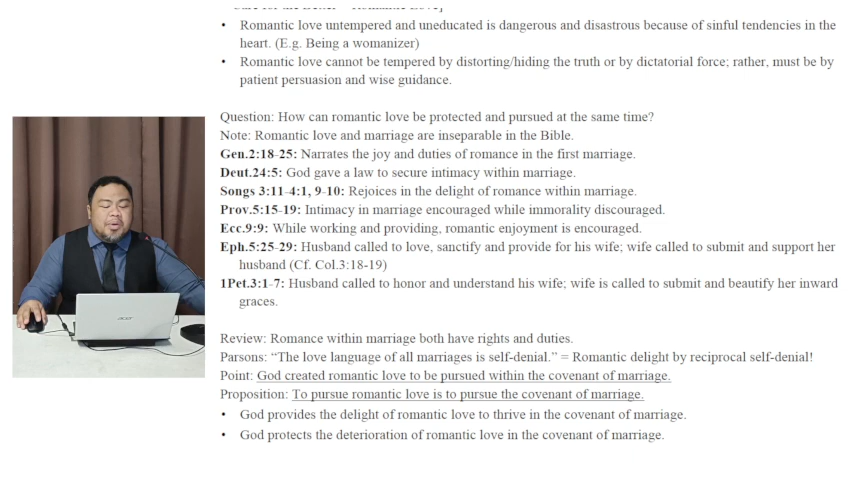 • Romantic love untempered and uneducated is dangerous and disastrous because of sinful tendencies in the
heart. (E.g. Being a womanizer)
• Romantic love cannot be tempered by distorting/hiding the truth or by dictatorial force; rather, must be by
patient persuasion and wise guidance.
Question: How can romantic love be protected and pursued at the same time?
Note: Romantic love and marriage are inseparable in the Bible.
Gen.2:18-25: Narrates the joy and duties of romance in the first marriage.
Deut.24:5: God gave a law to secure intimacy within marriage.
Songs 3:11-4:1, 9-10: Rejoices in the delight of romance within marriage.
Prov.5:15-19: Intimacy in marriage encouraged while immorality discouraged.
Ecc.9:9: While working and providing, romantic enjoyment is encouraged.
Eph.5:25-29: Husband called to love, sanctify and provide for his wife; wife called to submit and support her
husband (Cf. Col.3:18-19)
1Pet.3:1-7: Husband called to honor and understand his wife; wife is called to submit and beautify her inward
graces.
Review: Romance within marriage both have rights and duties.
Parsons: “The love language of all marriages is self-denial.” = Romantic delight by reciprocal self-denial!
Point: God created romantic love to be pursued within the covenant of marriage.
Proposition: To pursue romantic love is to pursue the covenant of marriage.
• God provides the delight of romantic love to thrive in the covenant of marriage.
• God protects the deterioration of romantic love in the covenant of marriage.
acer